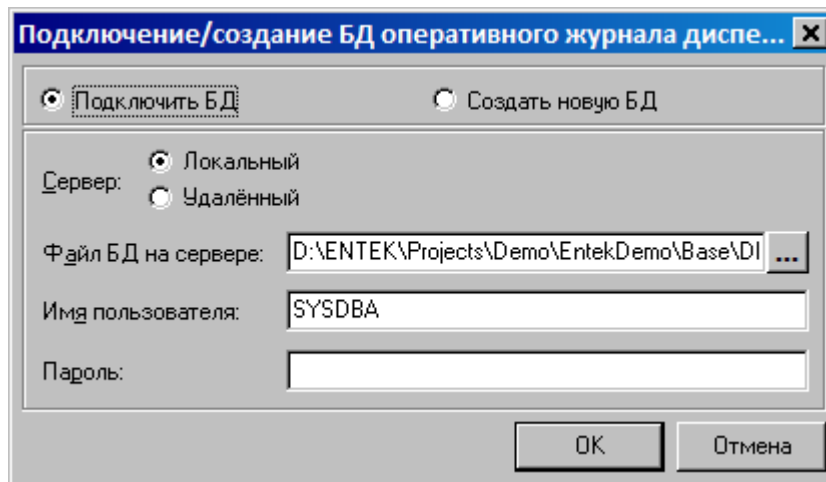 Подключение/создание БД оперативного журнала диспе...
Подключить БД Создать новую БД
Сервер: Локальный
Удалённый
Файл БД на сервере: D:\ENTEK\Projects\Demo\EntekDemo\Base\DI ...
Имя пользователя: SYSDBA
Пароль:
OK Отмена